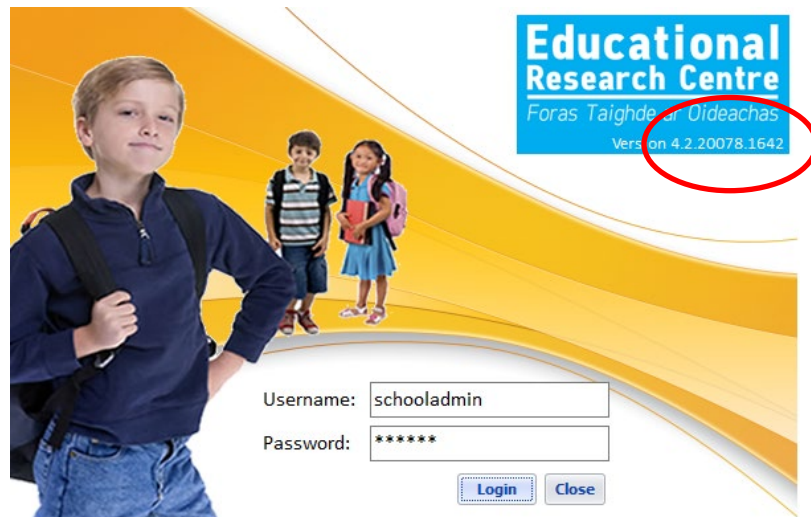 Educational
Research Centre
Foras Taighde ar Oideachas
Version 4.2.20078.1642
Username: schooladmin
Password: ******
Login Close